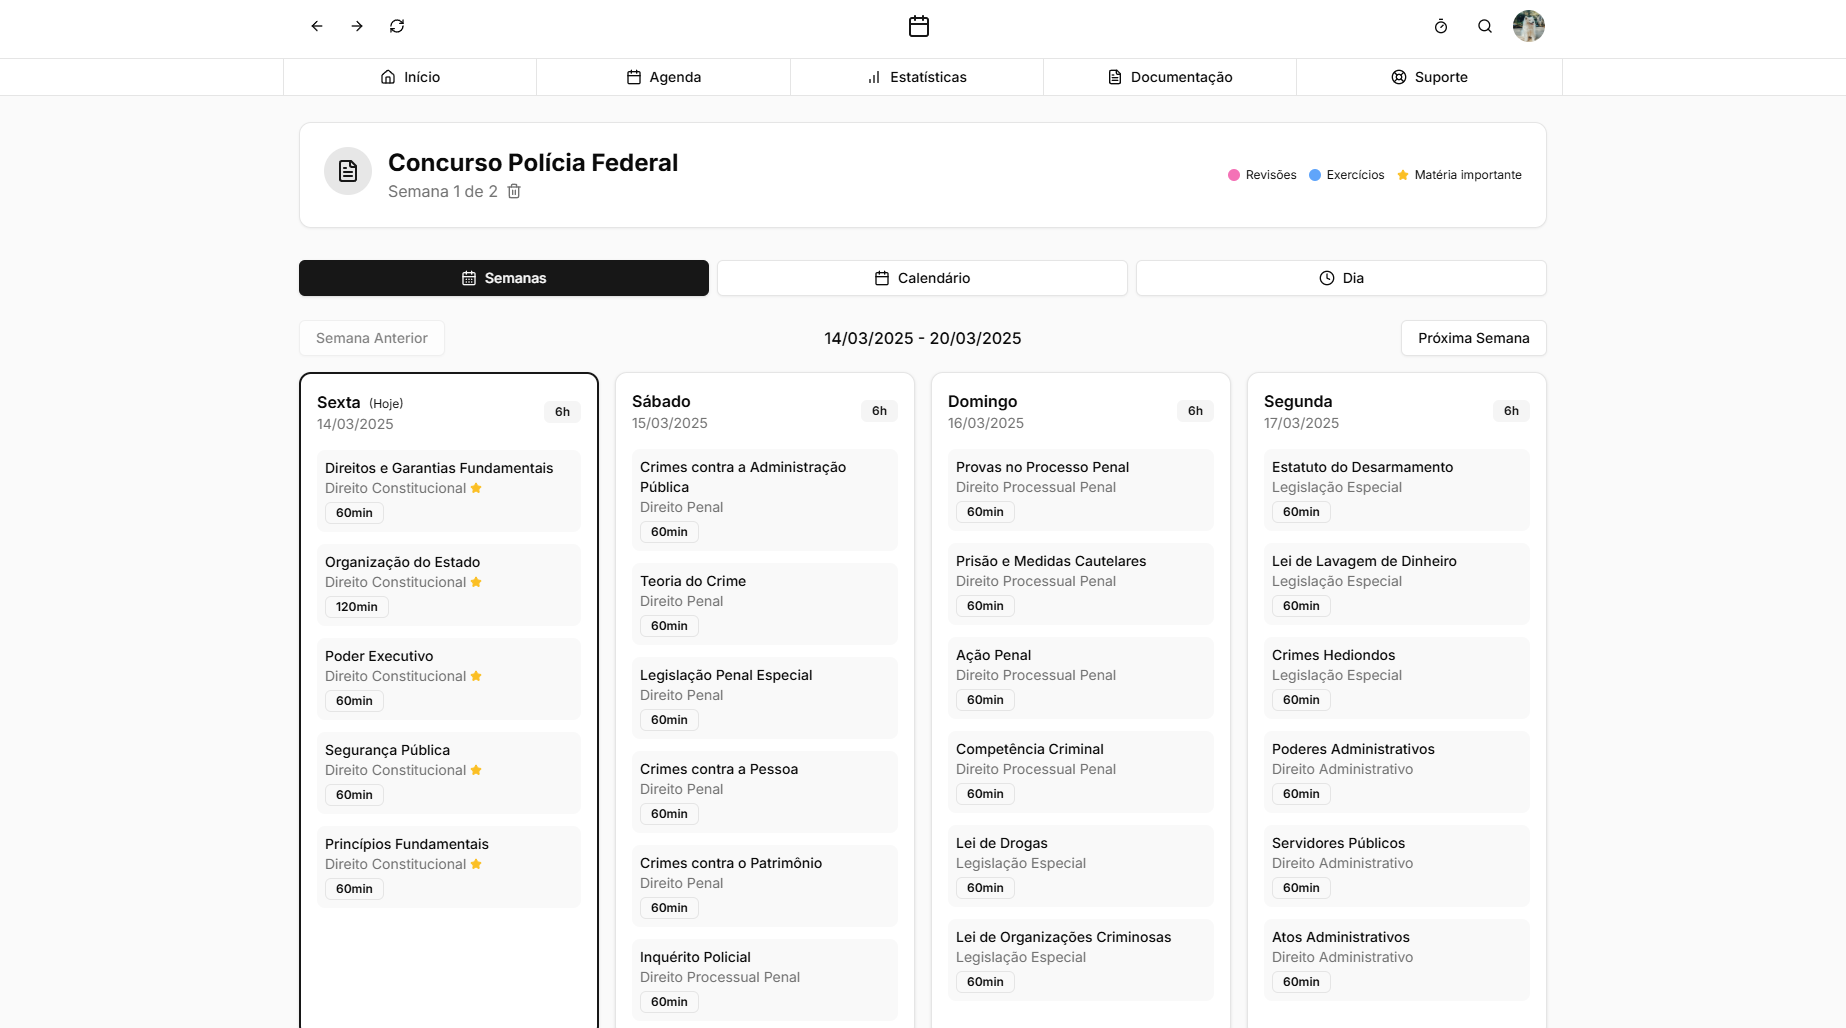 Início
Agenda
Estatísticas
Documentação
Suporte
Concurso Polícia Federal
Semana 1 de 2
Revisões
Exercícios
Matéria importante
Semanas
Calendário
Dia
Semana Anterior
14/03/2025 - 20/03/2025
Próxima Semana
Sexta (Hoje)
14/03/2025
6h
Direitos e Garantias Fundamentais
Direito Constitucional
60min
Organização do Estado
Direito Constitucional
120min
Poder Executivo
Direito Constitucional
60min
Segurança Pública
Direito Constitucional
60min
Princípios Fundamentais
Direito Constitucional
60min
Sábado
15/03/2025
6h
Crimes contra a Administração
Pública
Direito Penal
60min
Teoria do Crime
Direito Penal
60min
Legislação Penal Especial
Direito Penal
60min
Crimes contra a Pessoa
Direito Penal
60min
Crimes contra o Patrimônio
Direito Penal
60min
Inquérito Policial
Direito Processual Penal
60min
Domingo
16/03/2025
6h
Provas no Processo Penal
Direito Processual Penal
60min
Prisão e Medidas Cautelares
Direito Processual Penal
60min
Ação Penal
Direito Processual Penal
60min
Competência Criminal
Direito Processual Penal
60min
Lei de Drogas
Legislação Especial
60min
Lei de Organizações Criminosas
Legislação Especial
60min
Segunda
17/03/2025
6h
Estatuto do Desarmamento
Legislação Especial
60min
Lei de Lavagem de Dinheiro
Legislação Especial
60min
Crimes Hediondos
Legislação Especial
60min
Poderes Administrativos
Direito Administrativo
60min
Servidores Públicos
Direito Administrativo
60min
Atos Administrativos
Direito Administrativo
60min